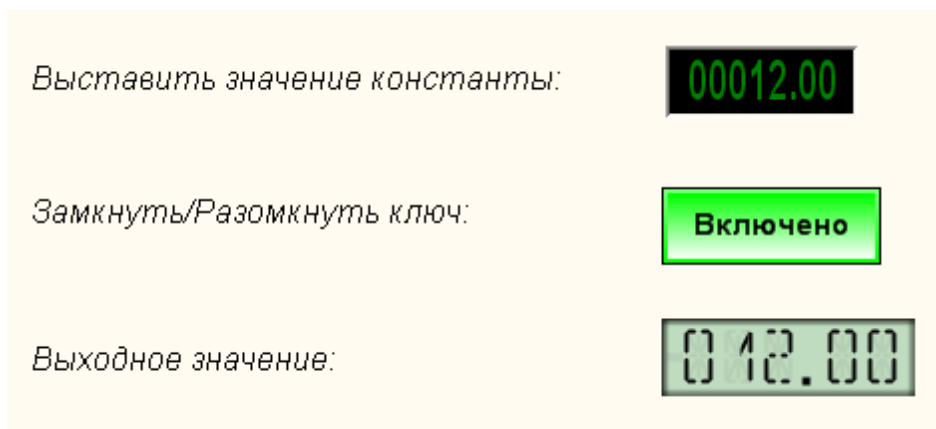 Выставить значение константы: 00012.00
Замкнуть/Разомкнуть ключ: Включено
Выходное значение: 012.00